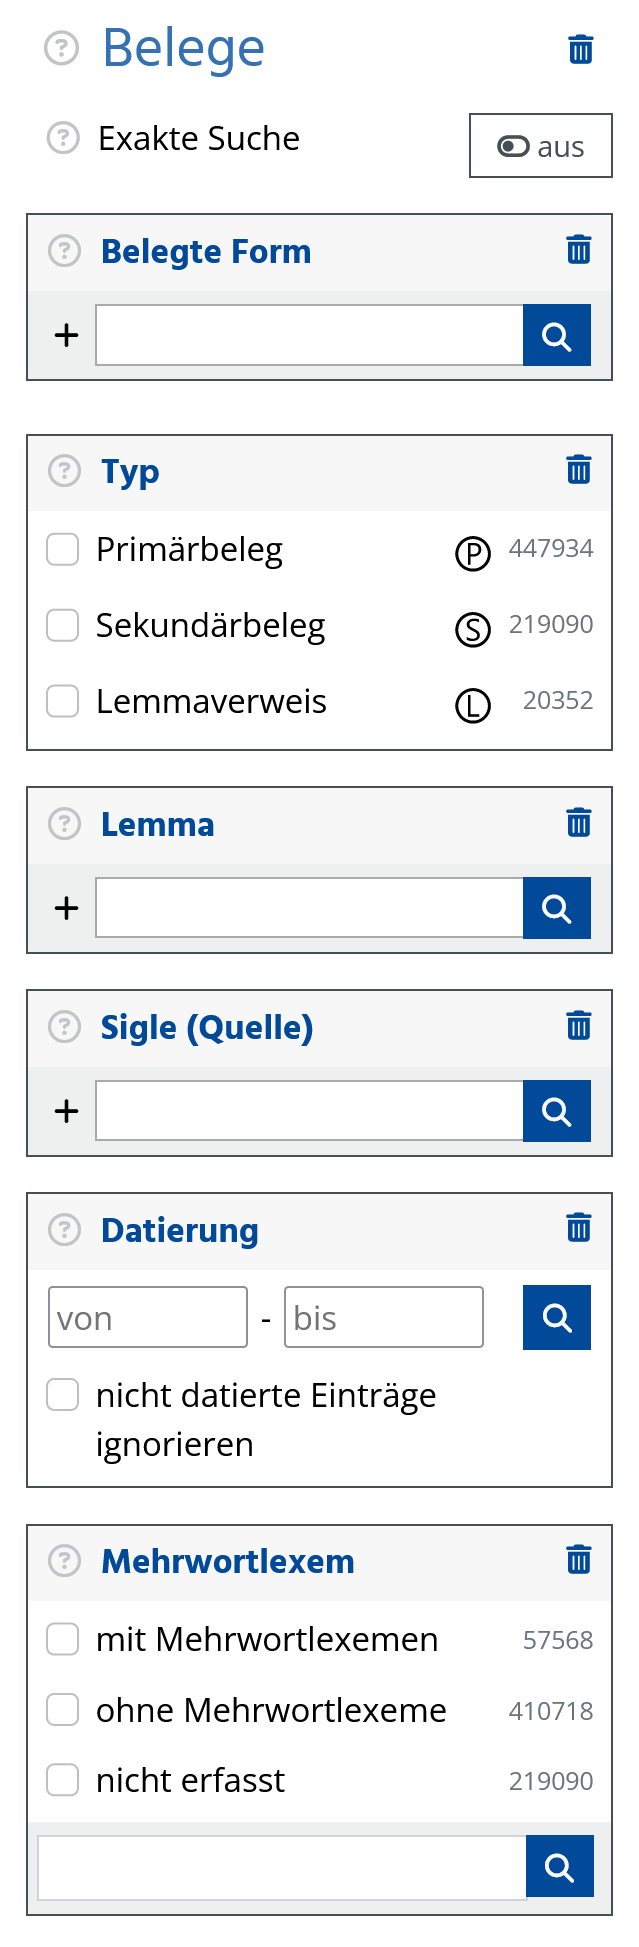 Belege
Exakte Suche
aus
Belegte Form
Typ
Primärbeleg P 447934
Sekundärbeleg S 219090
Lemmaverweis L 20352
Lemma
Sigle (Quelle)
Datierung
von - bis
nicht datierte Einträge
ignorieren
Mehrwortlexem
mit Mehrwortlexemen 57568
ohne Mehrwortlexeme 410718
nicht erfasst 219090